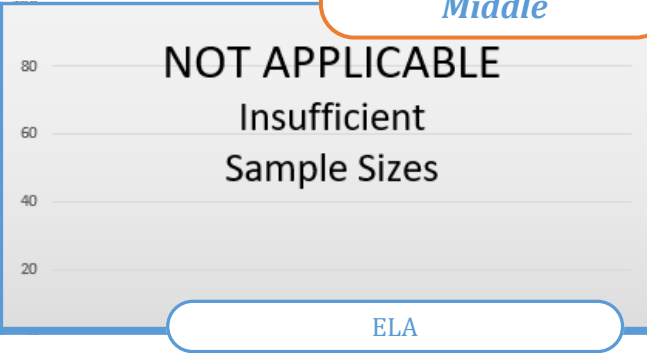 Middle
80
NOT APPLICABLE
60
Insufficient
Sample Sizes
40
20
ELA